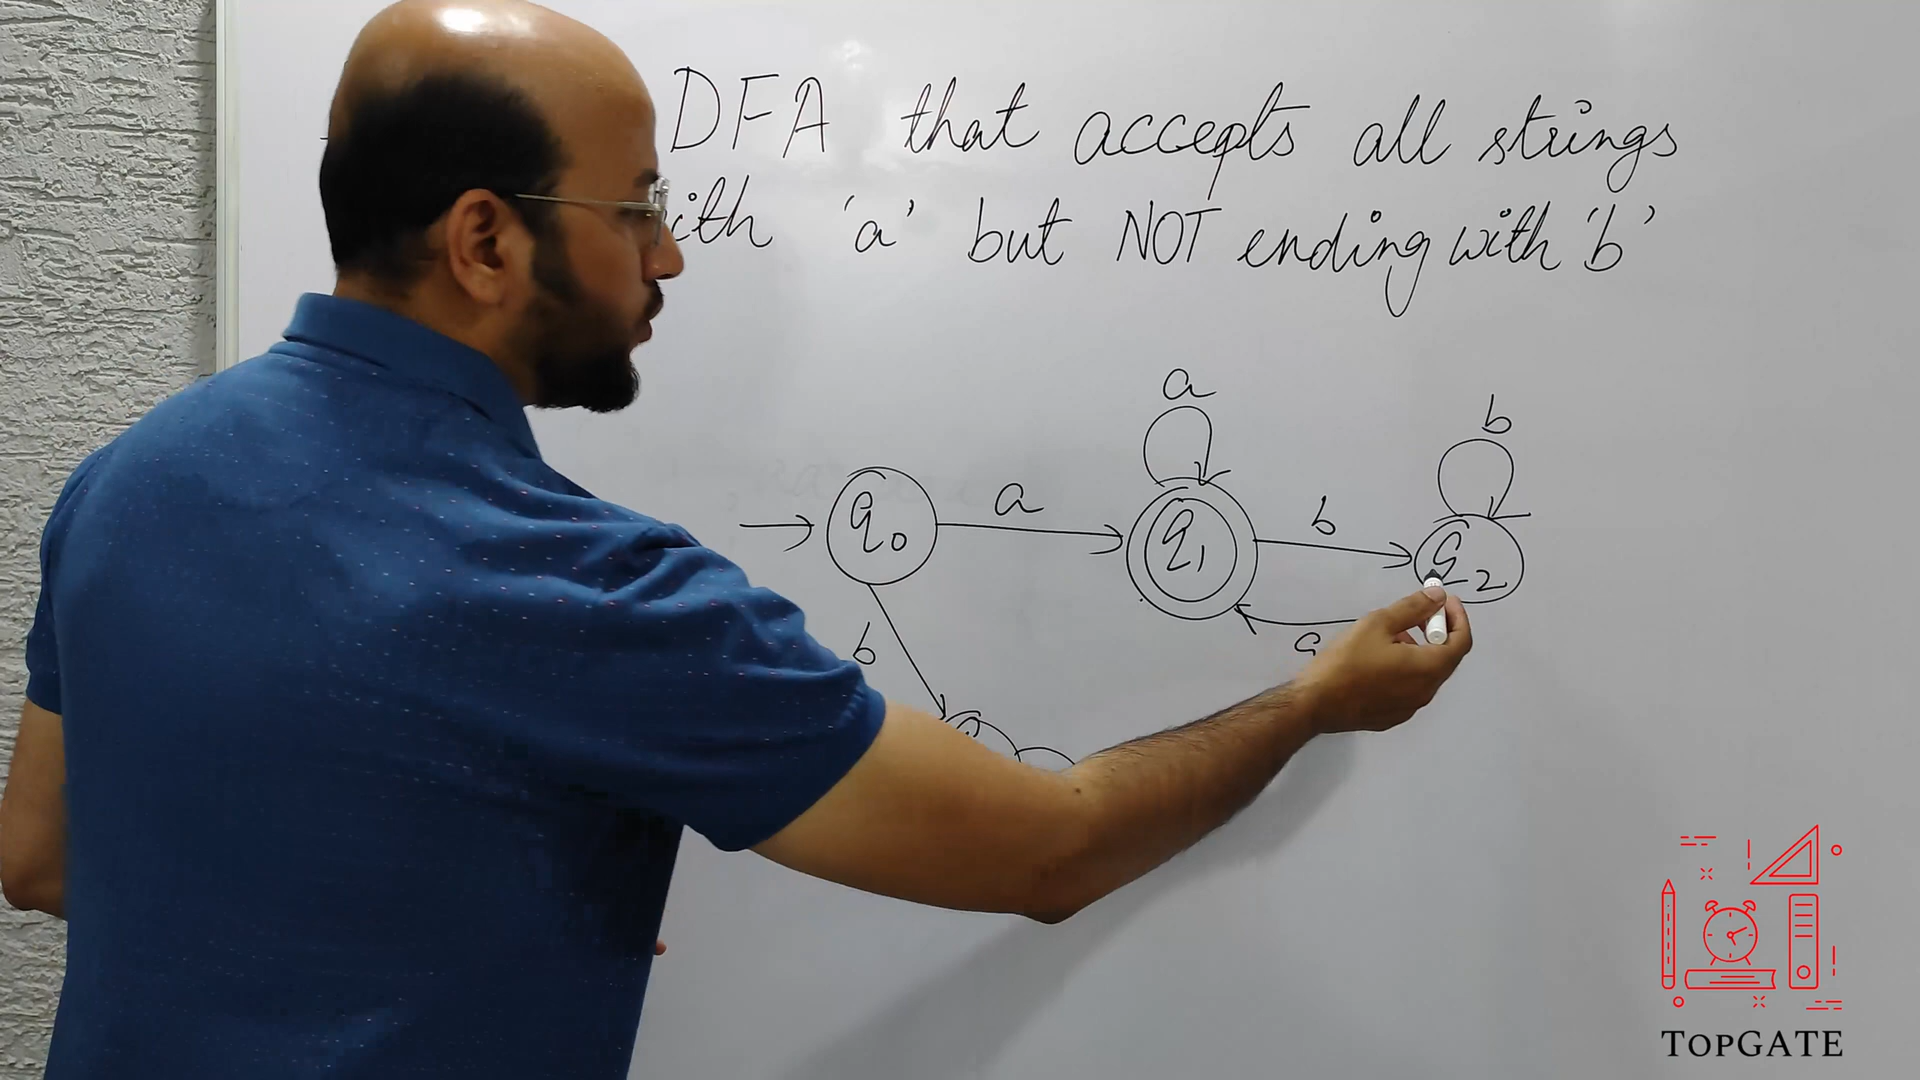 DFA that accepts all strings
ith 'a' but NOT ending with 'b'
a
b
q0
a
q1
b
q2
a
b
TOPGATE